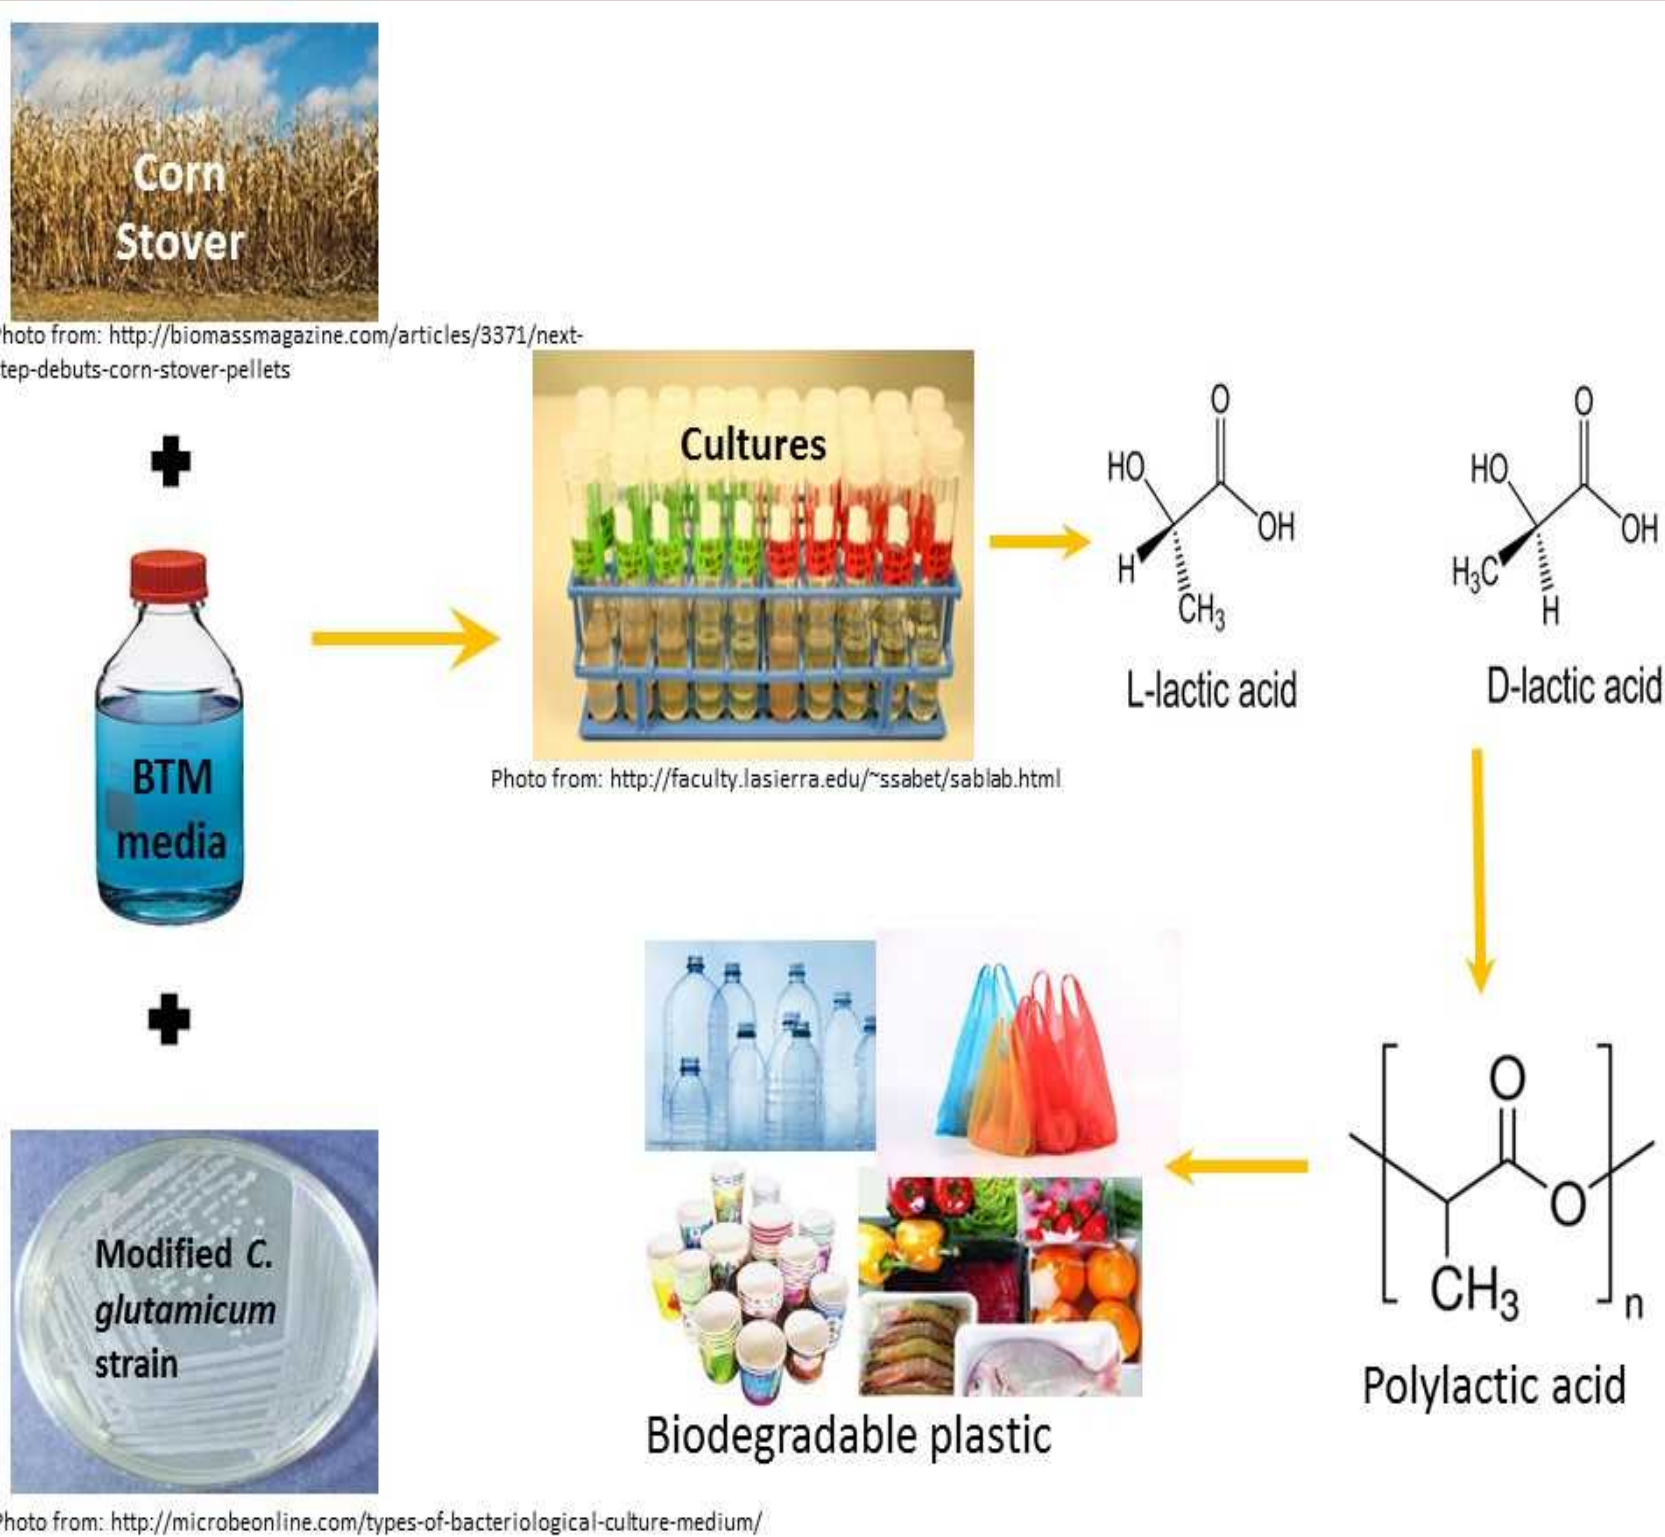 Corn
Stover
Photo from: http://biomassmagazine.com/articles/3371/next-
tep-debuts-corn-stover-pellets
BTM
media
Modified C.
glutamicum
strain
Photo from: http://microbeonline.com/types-of-bacteriological-culture-medium/
Cultures
Photo from: http://faculty.lasierra.edu/~ssabet/sablab.html
O
HO
OH
H
CH3
L-lactic acid
O
HO
OH
H3C
H
D-lactic acid
O
O
CH3
n
Polylactic acid
Biodegradable plastic